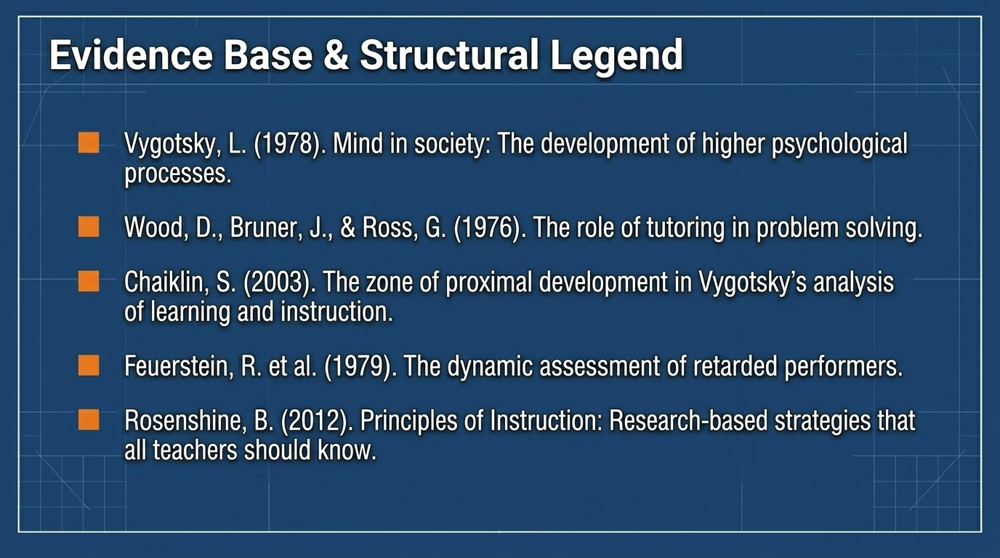 Evidence Base & Structural Legend
Vygotsky, L. (1978). Mind in society: The development of higher psychological
processes.
Wood, D., Bruner, J., & Ross, G. (1976). The role of tutoring in problem solving.
Chaiklin, S. (2003). The zone of proximal development in Vygotsky’s analysis
of learning and instruction.
Feuerstein, R. et al. (1979). The dynamic assessment of retarded performers.
Rosenshine, B. (2012). Principles of Instruction: Research-based strategies that
all teachers should know.